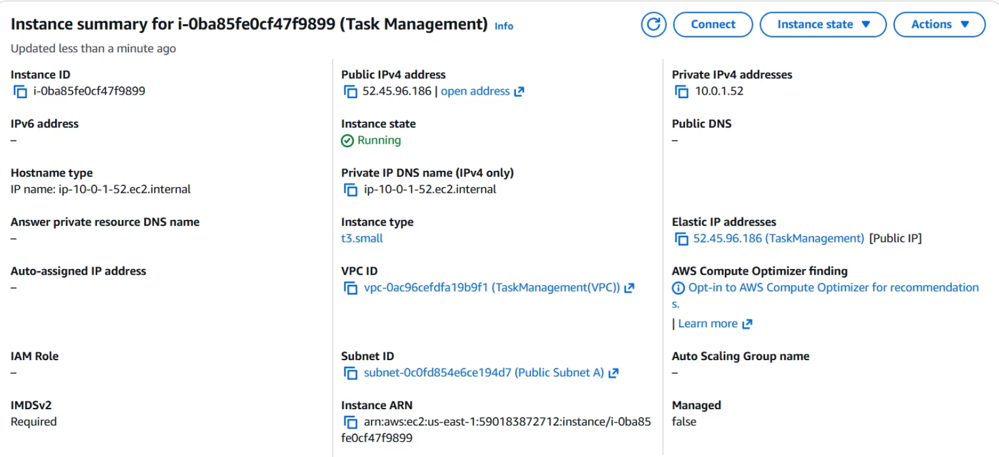 Instance summary for i-0ba85fe0cf47f9899 (Task Management) Info
Connect
Instance state
Actions
Updated less than a minute ago
Instance ID
i-0ba85fe0cf47f9899
Public IPv4 address
52.45.96.186 | open address
Private IPv4 addresses
10.0.1.52
IPv6 address
–
Instance state
Running
Public DNS
–
Hostname type
IP name: ip-10-0-1-52.ec2.internal
Private IP DNS name (IPv4 only)
ip-10-0-1-52.ec2.internal
Answer private resource DNS name
–
Instance type
t3.small
Elastic IP addresses
52.45.96.186 (TaskManagement) [Public IP]
Auto-assigned IP address
–
VPC ID
vpc-0ac96cefdfa19b9f1 (TaskManagement(VPC))
AWS Compute Optimizer finding
Opt-in to AWS Compute Optimizer for recommendation
s.
| Learn more
IAM Role
–
Subnet ID
subnet-0c0fd854e6ce194d7 (Public Subnet A)
Auto Scaling Group name
–
IMDSv2
Required
Instance ARN
arn:aws:ec2:us-east-1:590183872712:instance/i-0ba85
fe0cf47f9899
Managed
false